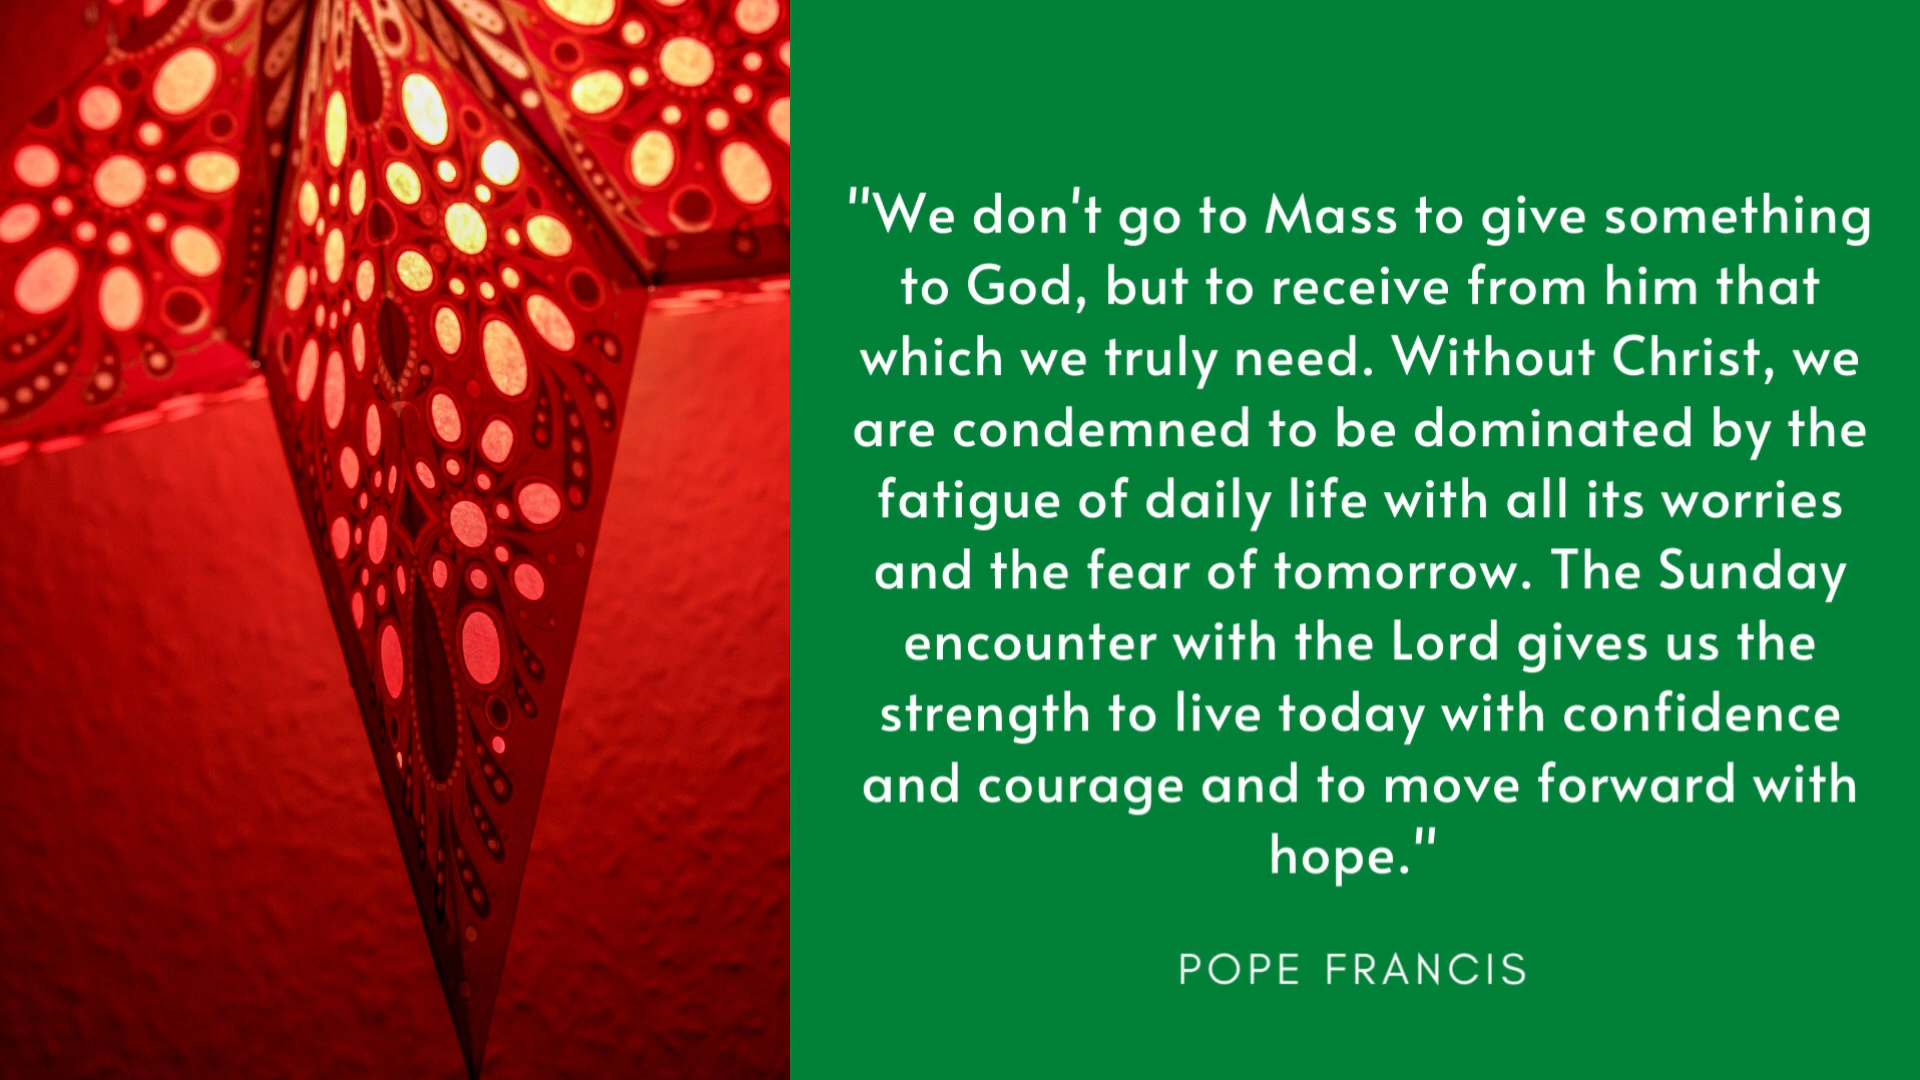 "We don't go to Mass to give something
to God, but to receive from him that
which we truly need. Without Christ, we
are condemned to be dominated by the
fatigue of daily life with all its worries
and the fear of tomorrow. The Sunday
encounter with the Lord gives us the
strength to live today with confidence
and courage and to move forward with
hope."
POPE FRANCIS